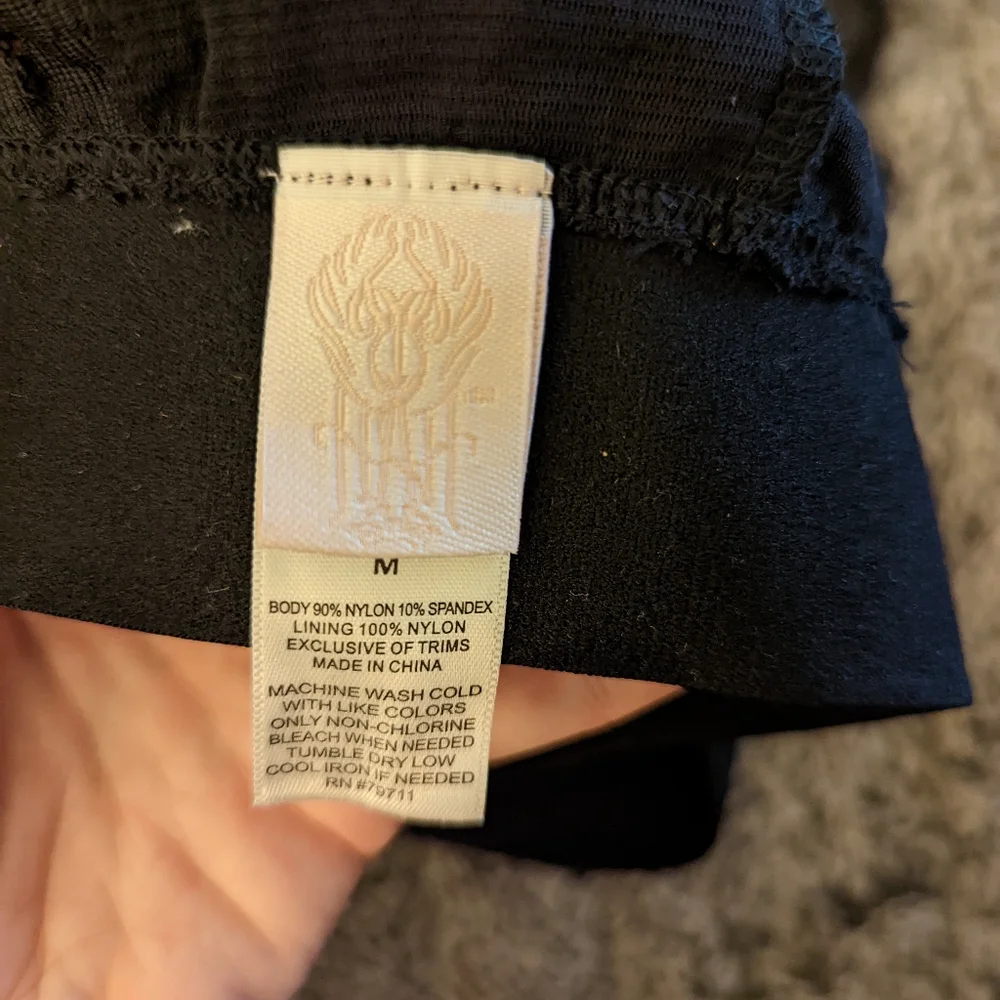 M
BODY 90% NYLON 10% SPANDEX
LINING 100% NYLON
EXCLUSIVE OF TRIMS
MADE IN CHINA
MACHINE WASH COLD
WITH LIKE COLORS
ONLY NON-CHLORINE
BLEACH WHEN NEEDED
TUMBLE DRY LOW
COOL IRON IF NEEDED
RN #79711